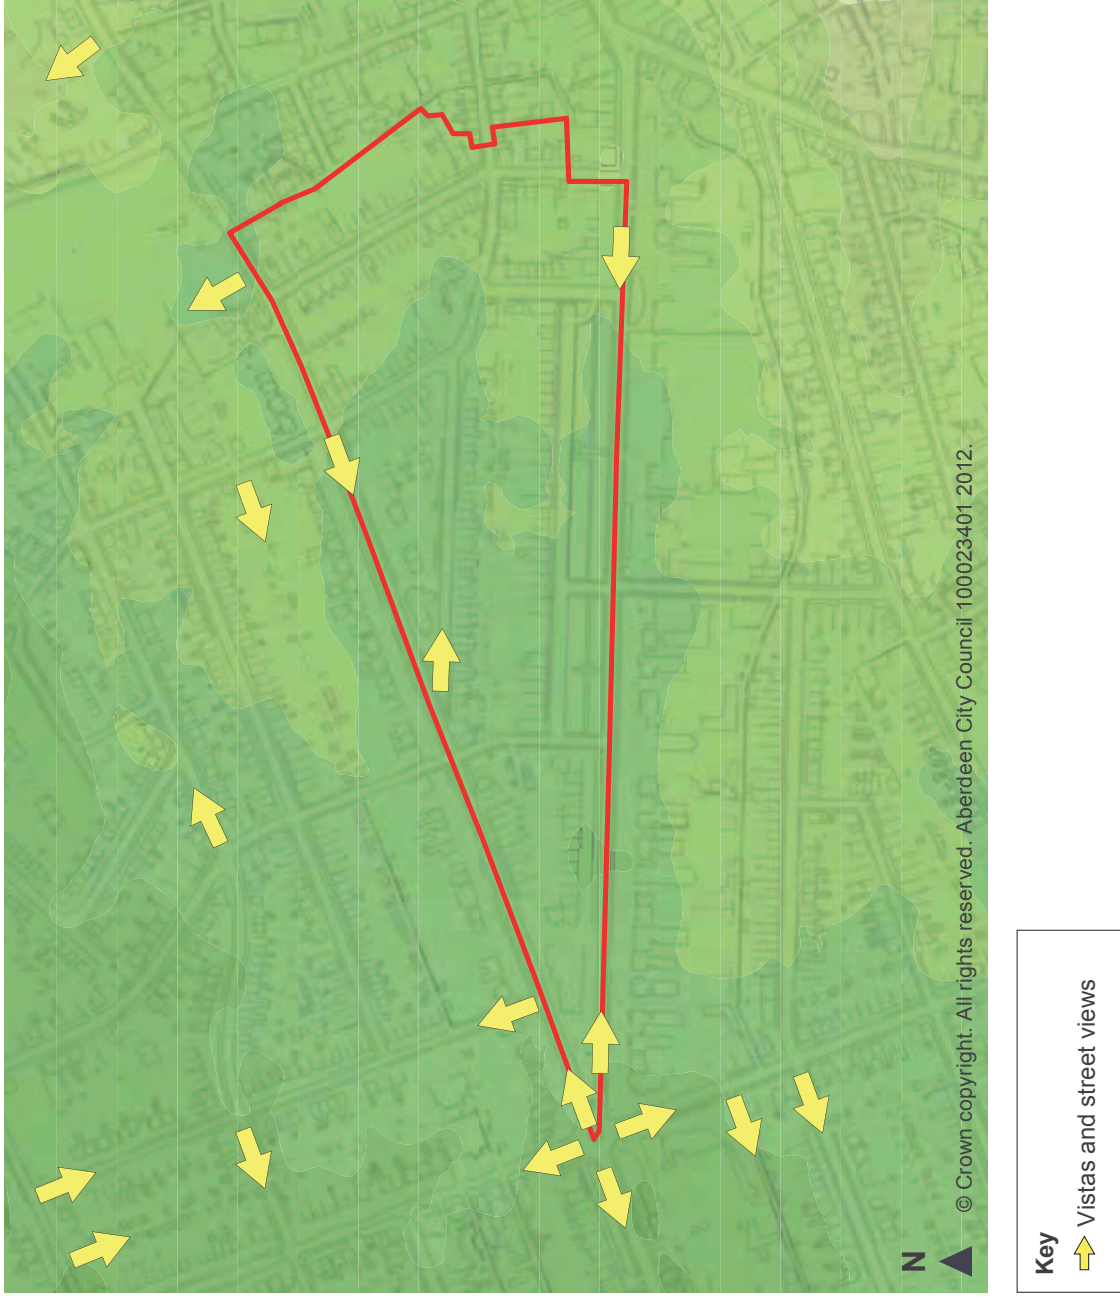 N
© Crown copyright. All rights reserved. Aberdeen City Council 100023401 2012.
Key
Vistas and street views